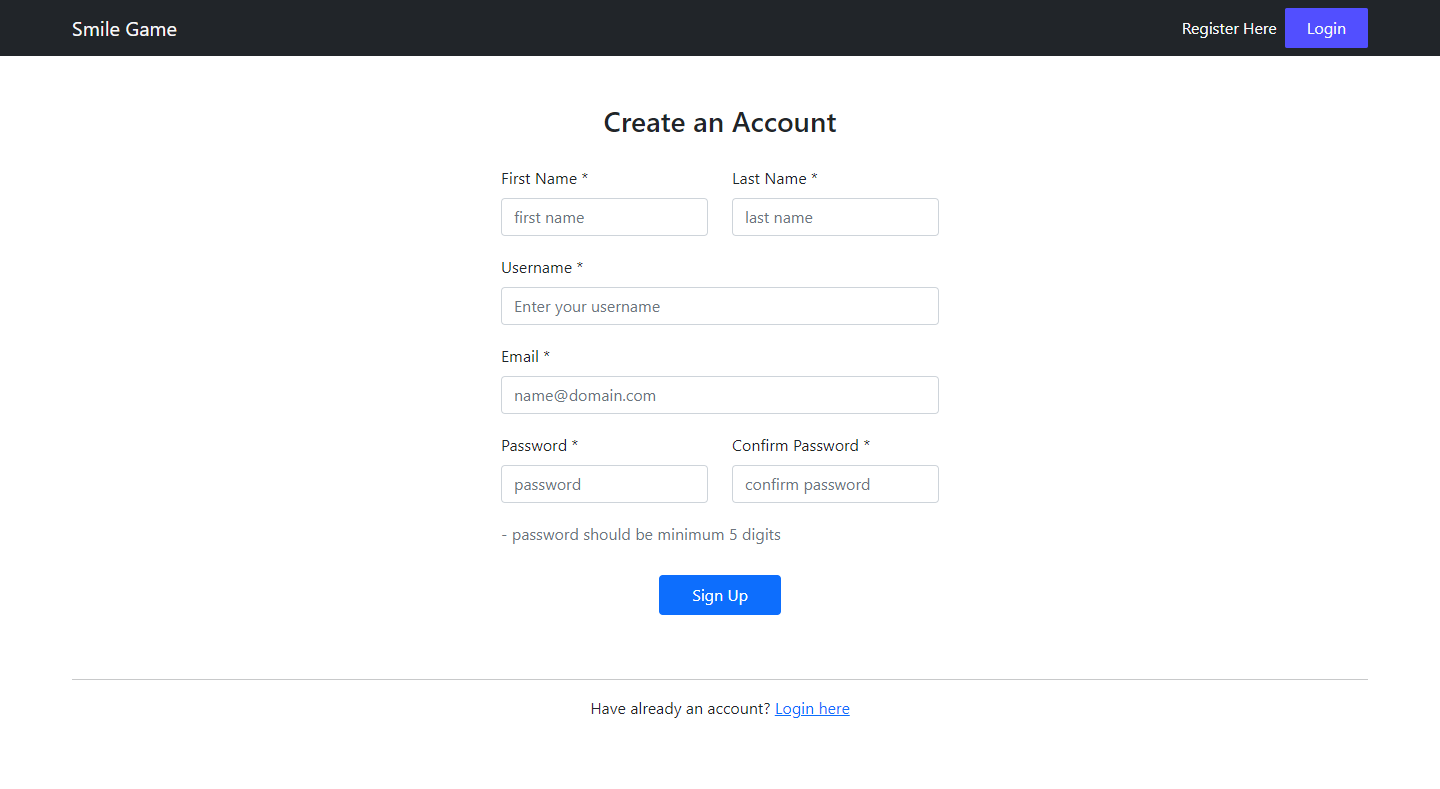 Smile Game
Register Here Login
Create an Account
First Name * Last Name *
first name last name
Username *
Enter your username
Email *
name@domain.com
Password * Confirm Password *
password confirm password
- password should be minimum 5 digits
Sign Up
Have already an account? Login here